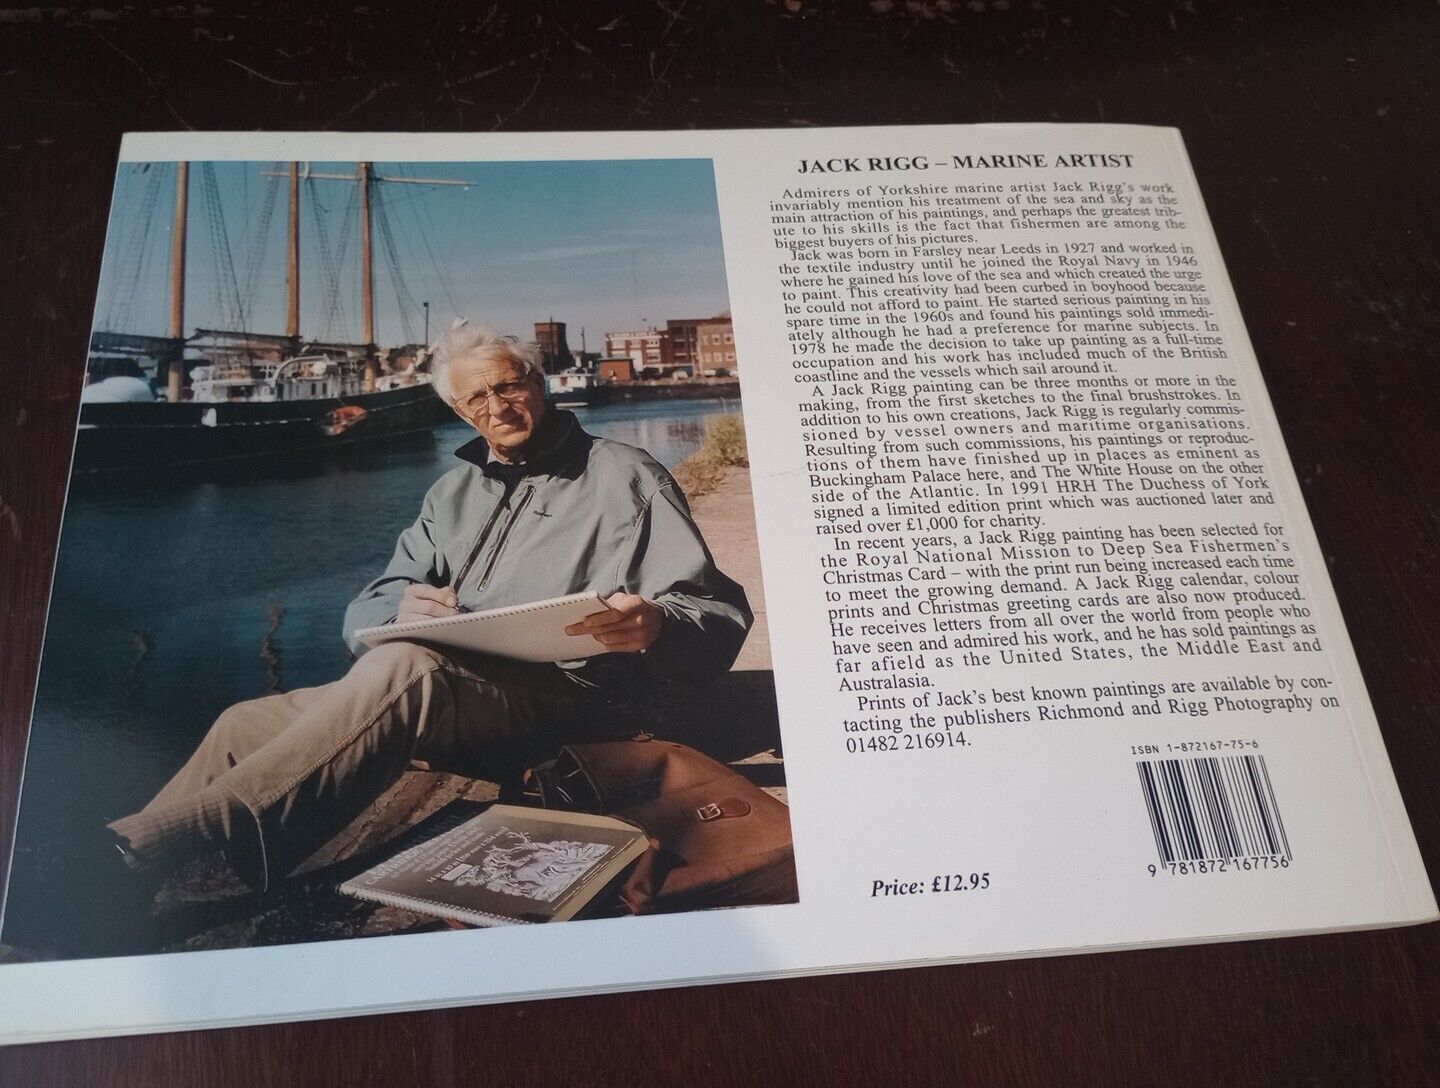 JACK RIGG – MARINE ARTIST
Admirers of Yorkshire marine artist Jack Rigg's work
invariably mention his treatment of the sea and sky as the
main attraction of his paintings, and perhaps the greatest trib-
ute to his skills is the fact that fishermen are among the
biggest buyers of his pictures.
Jack was born in Farsley near Leeds in 1927 and worked in
the textile industry until he joined the Royal Navy in 1946
where he gained his love of the sea and which created the urge
to paint. This creativity had been curbed in boyhood because
he could not afford to paint. He started serious painting in his
spare time in the 1960s and found his paintings sold immedi-
ately although he had a preference for marine subjects. In
1978 he made the decision to take up painting as a full-time
occupation and his work has included much of the British
coastline and the vessels which sail around it.
A Jack Rigg painting can be three months or more in the
making, from the first sketches to the final brushstrokes. In
addition to his own creations, Jack Rigg is regularly commis-
sioned by vessel owners and maritime organisations.
Resulting from such commissions, his paintings or reproduc-
tions of them have finished up in places as eminent as
Buckingham Palace here, and The White House on the other
side of the Atlantic. In 1991 HRH The Duchess of York
signed a limited edition print which was auctioned later and
raised over £1,000 for charity.
In recent years, a Jack Rigg painting has been selected for
the Royal National Mission to Deep Sea Fishermen's
Christmas Card – with the print run being increased each time
to meet the growing demand. A Jack Rigg calendar, colour
prints and Christmas greeting cards are also now produced.
He receives letters from all over the world from people who
have seen and admired his work, and he has sold paintings as
far afield as the United States, the Middle East and
Australasia.
Prints of Jack's best known paintings are available by con-
tacting the publishers Richmond and Rigg Photography on
01482 216914.
ISBN 1-872167-75-6
9 781872 167756
Price: £12.95